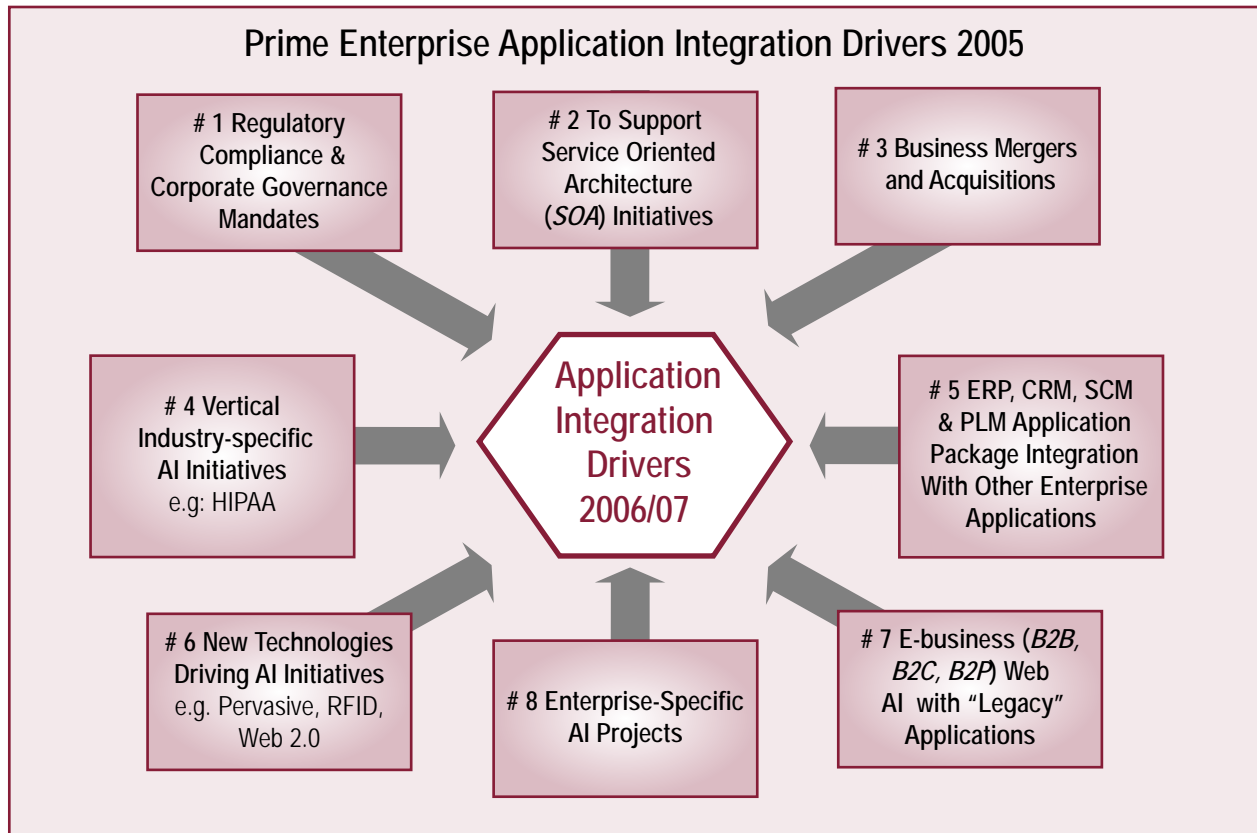 Prime Enterprise Application Integration Drivers 2005
# 1 Regulatory
Compliance &
Corporate Governance
Mandates
# 2 To Support
Service Oriented
Architecture
(SOA) Initiatives
# 3 Business Mergers
and Acquisitions
# 4 Vertical
Industry-specific
AI Initiatives
e.g: HIPAA
Application
Integration
Drivers
2006/07
# 5 ERP, CRM, SCM
& PLM Application
Package Integration
With Other Enterprise
Applications
# 6 New Technologies
Driving AI Initiatives
e.g. Pervasive, RFID,
Web 2.0
# 8 Enterprise-Specific
AI Projects
# 7 E-business (B2B,
B2C, B2P) Web
AI with “Legacy”
Applications